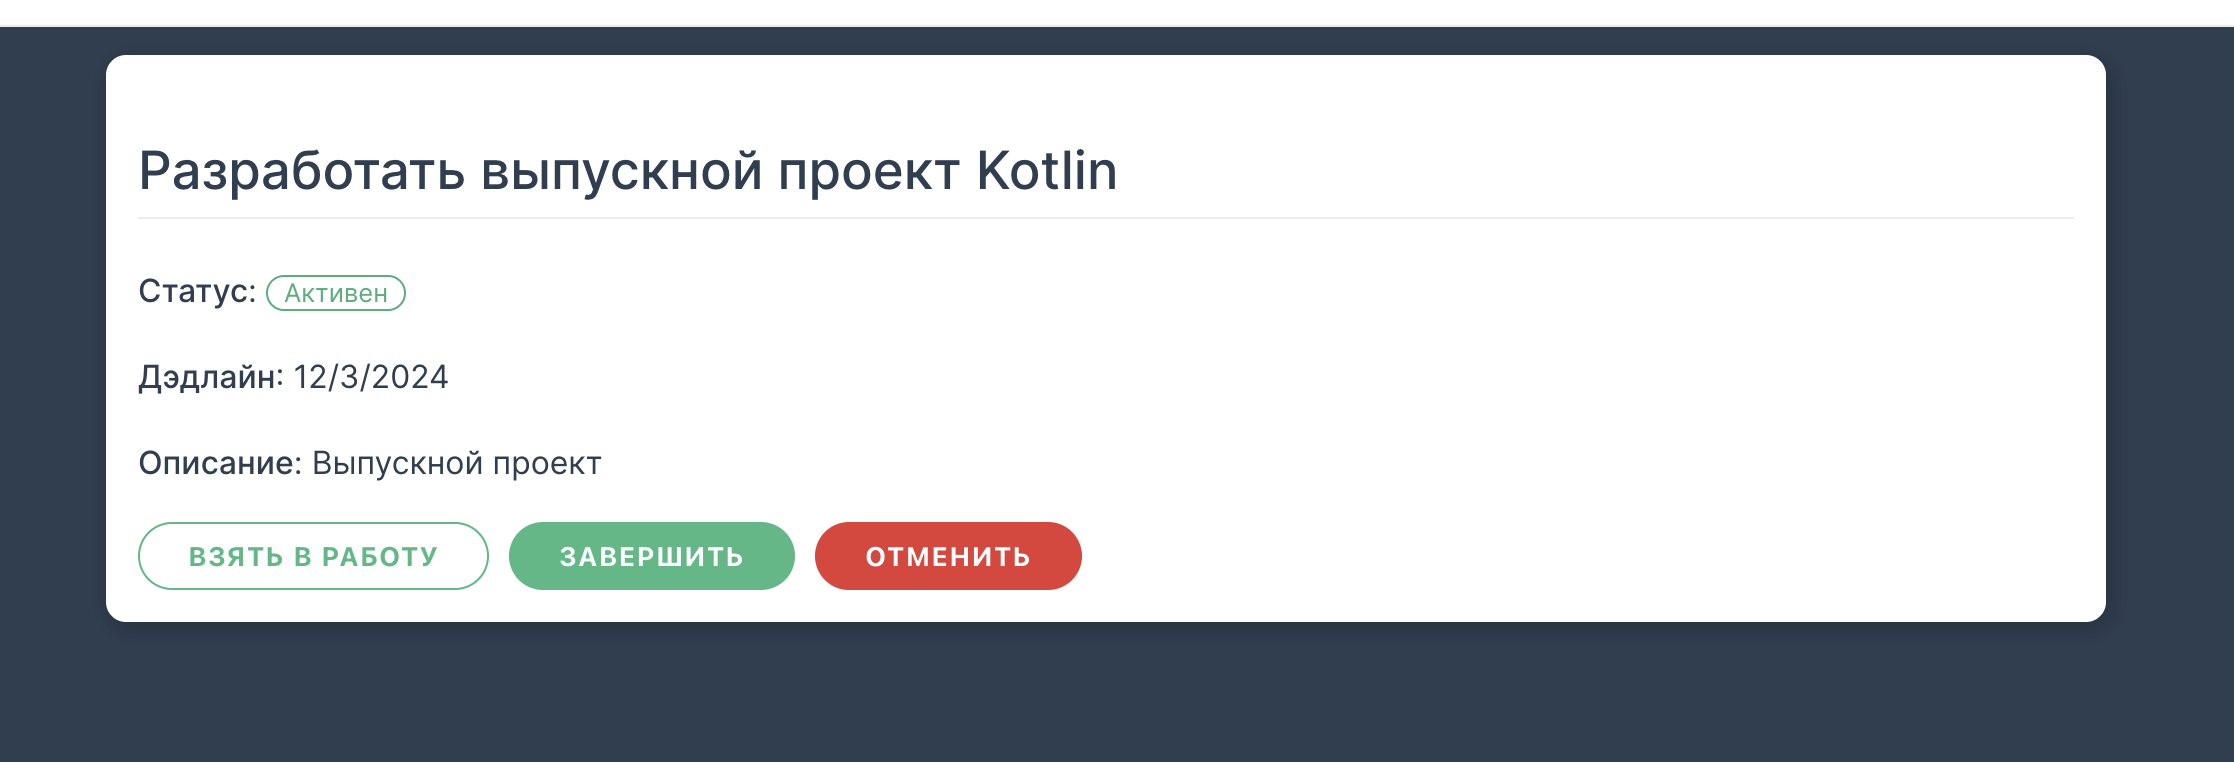 Разработать выпускной проект Kotlin
Статус: Активен
Дэдлайн: 12/3/2024
Описание: Выпускной проект
ВЗЯТЬ В РАБОТУ ЗАВЕРШИТЬ ОТМЕНИТЬ